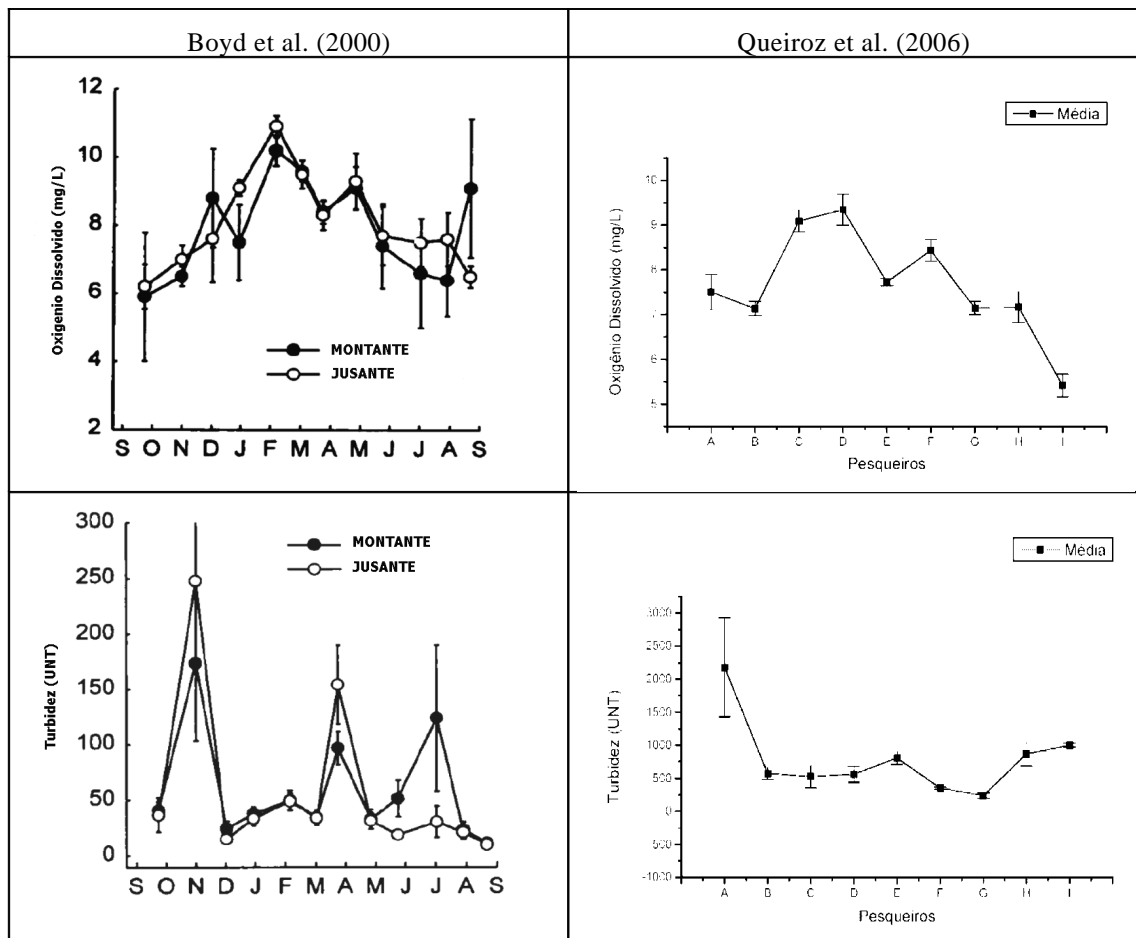 Boyd et al. (2000)
Queiroz et al. (2006)
12
10
8
6
4
2
Oxigenio Dissolvido (mg/L)
MONTANTE
JUSANTE
S O N D J F M A M J J A S
Média
10
9
8
7
6
5
Oxigênio Dissolvido (mg/L)
A B C D E F G H I
Pesqueiros
300
250
200
150
100
50
0
Turbidez (UNT)
MONTANTE
JUSANTE
S O N D J F M A M J J A S
Média
3000
2500
2000
1500
1000
500
0
-500
-1000
Turbidez (UNT)
A B C D E F G H I
Pesqueiros